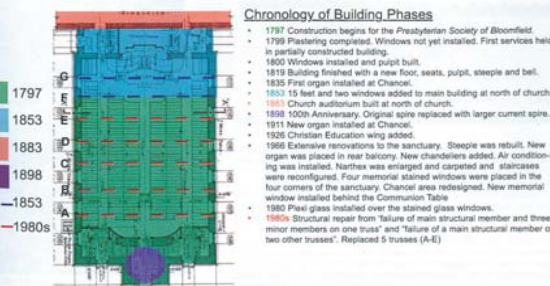 Chronology of Building Phases
• 1797 Construction begins for the Presbyterian Society of Bloomfield.
• 1799 Plastering completed. Windows not yet installed. First services held
in partially constructed building.
• 1800 Windows installed and pulpit built.
• 1819 Building finished with a new floor, seats, pulpit, steeple and bell.
• 1835 First organ installed at Chancel.
• 1853 15 feet and two windows added to main building at north of church.
• 1883 Church auditorium built at north of church.
• 1898 100th Anniversary. Original spire replaced with larger current spire.
• 1911 New organ installed at Chancel.
• 1926 Christian Education wing added.
• 1966 Extensive renovations to the sanctuary. Steeple was rebuilt. New
organ was placed in rear balcony. New chandeliers added. Air condition-
ing was installed. Narthex was enlarged and carpeted and staircases
were reconfigured. Four memorial stained windows were placed in the
four corners of the sanctuary. Chancel area redesigned. New memorial
window installed behind the Communion Table
• 1980 Plexi glass installed over the stained glass windows.
• 1980s Structural repair from "failure of main structural member and three
minor members on one truss" and "failure of a main structural member o
two other trusses". Replaced 5 trusses (A-E)
1797
1853
1883
1898
1853
1980s
G
F
E
D
C
B
A